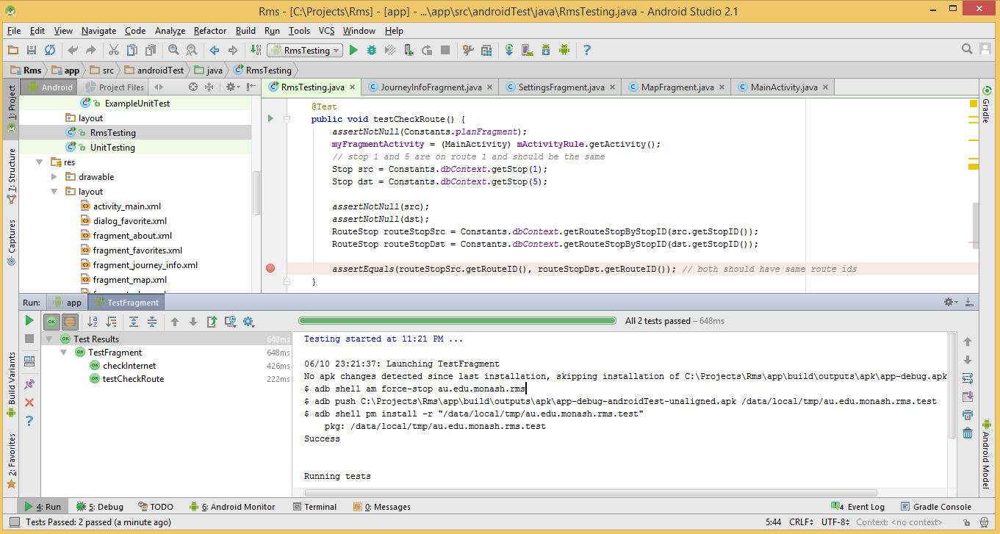 Rms - [C:\Projects\Rms] - [app] - ...\app\src\androidTest\java\RmsTesting.java - Android Studio 2.1
File Edit View Navigate Code Analyze Refactor Build Run Tools VCS Window Help
RmsTesting
Rms app src androidTest java RmsTesting
Android Project Files
RmsTesting.java JourneyInfoFragment.java SettingsFragment.java MapFragment.java MainActivity.java
1: Project
7: Structure
Captures
Build Variants
2: Favorites
ExampleUnitTest
layout
RmsTesting
UnitTesting
res
drawable
layout
activity_main.xml
dialog_favorite.xml
fragment_about.xml
fragment_favorites.xml
fragment_journey_info.xml
fragment_map.xml
@Test
public void testCheckRoute() {
assertNotNull(Constants.planFragment);
myFragmentActivity = (MainActivity) mActivityRule.getActivity();
// stop 1 and 5 are on route 1 and should be the same
Stop src = Constants.dbContext.getStop(1);
Stop dst = Constants.dbContext.getStop(5);
assertNotNull(src);
assertNotNull(dst);
RouteStop routeStopSrc = Constants.dbContext.getRouteStopByStopID(src.getStopID());
RouteStop routeStopDst = Constants.dbContext.getRouteStopByStopID(dst.getStopID());
assertEquals(routeStopSrc.getRouteID(), routeStopDst.getRouteID()); // both should have same route ids
}
Gradle
Android Model
Run: app TestFragment
All 2 tests passed – 648ms
Test Results 648ms
TestFragment 648ms
checkInternet 426ms
testCheckRoute 222ms
Testing started at 11:21 PM ...
06/10 23:21:37: Launching TestFragment
No apk changes detected since last installation, skipping installation of C:\Projects\Rms\app\build\outputs\apk\app-debug.apk
$ adb shell am force-stop au.edu.monash.rms
$ adb push C:\Projects\Rms\app\build\outputs\apk\app-debug-androidTest-unaligned.apk /data/local/tmp/au.edu.monash.rms.test
$ adb shell pm install -r "/data/local/tmp/au.edu.monash.rms.test"
pkg: /data/local/tmp/au.edu.monash.rms.test
Success
Running tests
4: Run 5: Debug TODO 6: Android Monitor Terminal 0: Messages 4 Event Log Gradle Console
Tests Passed: 2 passed (a minute ago) 5:44 CRLF UTF-8 Context: <no context>